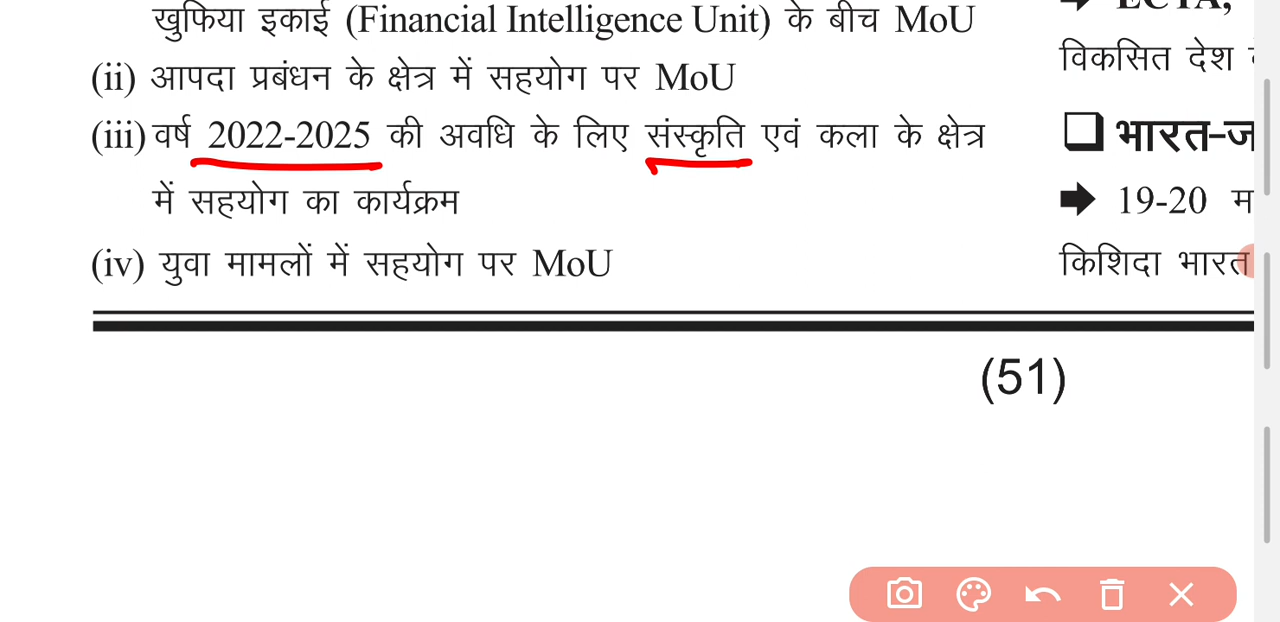 खुफिया इकाई (Financial Intelligence Unit) के बीच MoU
(ii) आपदा प्रबंधन के क्षेत्र में सहयोग पर MoU
(iii) वर्ष 2022-2025 की अवधि के लिए संस्कृति एवं कला के क्षेत्र
में सहयोग का कार्यक्रम
(iv) युवा मामलों में सहयोग पर MoU
विकसित देश
❑ भारत-ज
➡ 19-20 म
किशिदा भारत
(51)